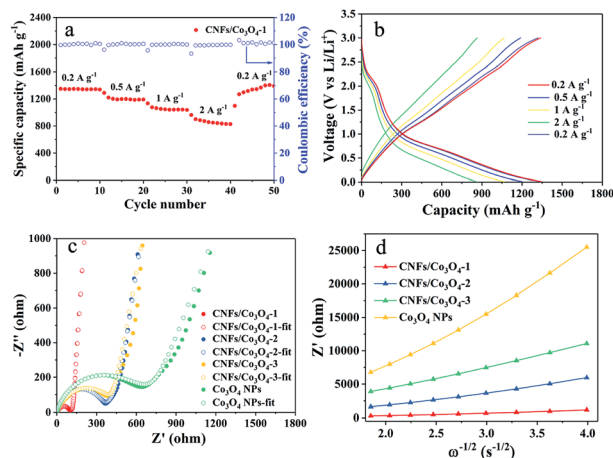 a
CNFs/Co₃O₄-1
Specific capacity (mAh g⁻¹)
2400
2000
1600
1200
800
400
0
0.2 A g⁻¹
0.5 A g⁻¹
1 A g⁻¹
2 A g⁻¹
0.2 A g⁻¹
120
100
80
60
40
20
0
Coulombic efficiency (%)
0 10 20 30 40 50
Cycle number
b
Voltage (V vs Li/Li⁺)
4.0
3.5
3.0
2.5
2.0
1.5
1.0
0.5
0.0
0.2 A g⁻¹
0.5 A g⁻¹
1 A g⁻¹
2 A g⁻¹
0.2 A g⁻¹
0 300 600 900 1200 1500 1800
Capacity (mAh g⁻¹)
c
-Z'' (ohm)
1000
800
600
400
200
0
CNFs/Co₃O₄-1
CNFs/Co₃O₄-1-fit
CNFs/Co₃O₄-2
CNFs/Co₃O₄-2-fit
CNFs/Co₃O₄-3
CNFs/Co₃O₄-3-fit
Co₃O₄ NPs
Co₃O₄ NPs-fit
0 300 600 900 1200 1500 1800
Z' (ohm)
d
Z' (ohm)
25000
20000
15000
10000
5000
0
CNFs/Co₃O₄-1
CNFs/Co₃O₄-2
CNFs/Co₃O₄-3
Co₃O₄ NPs
2.0 2.5 3.0 3.5 4.0
ω⁻¹/² (s⁻¹/²)